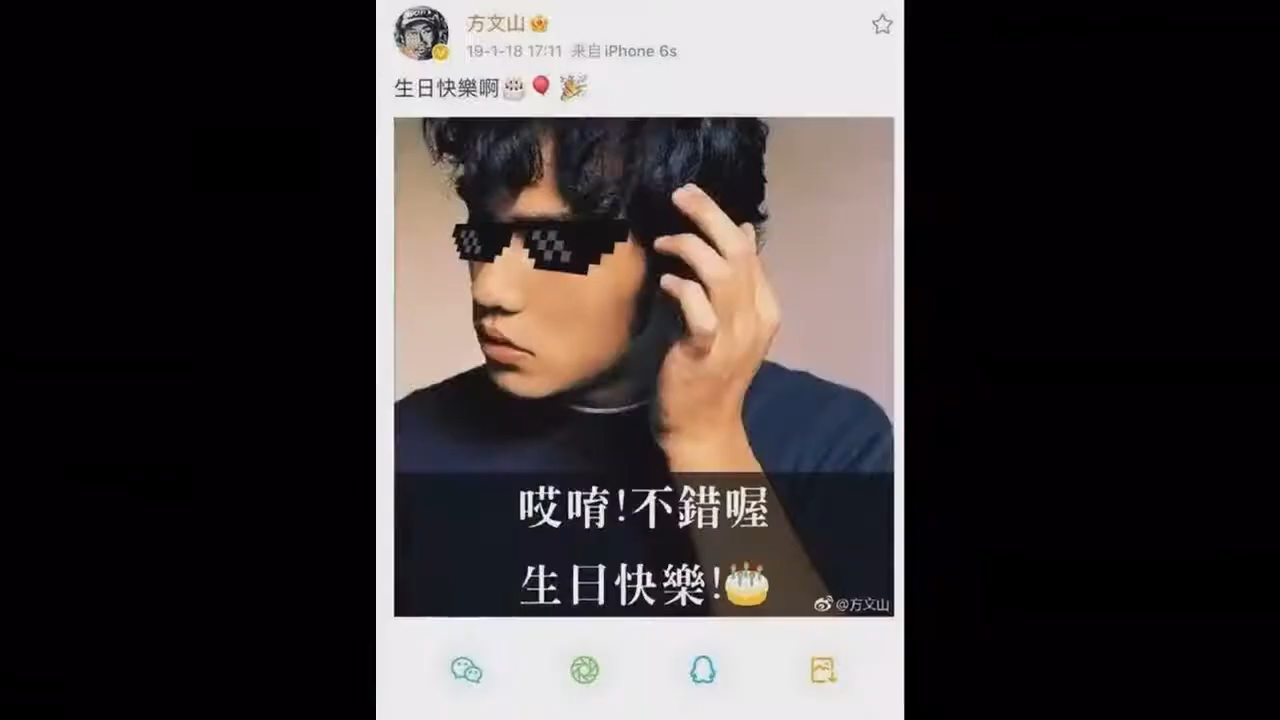 方文山
19-1-18 17:11 来自 iPhone 6s
生日快樂啊🎂🎈🎉
哎唷!不錯喔
生日快樂!🎂
@方文山